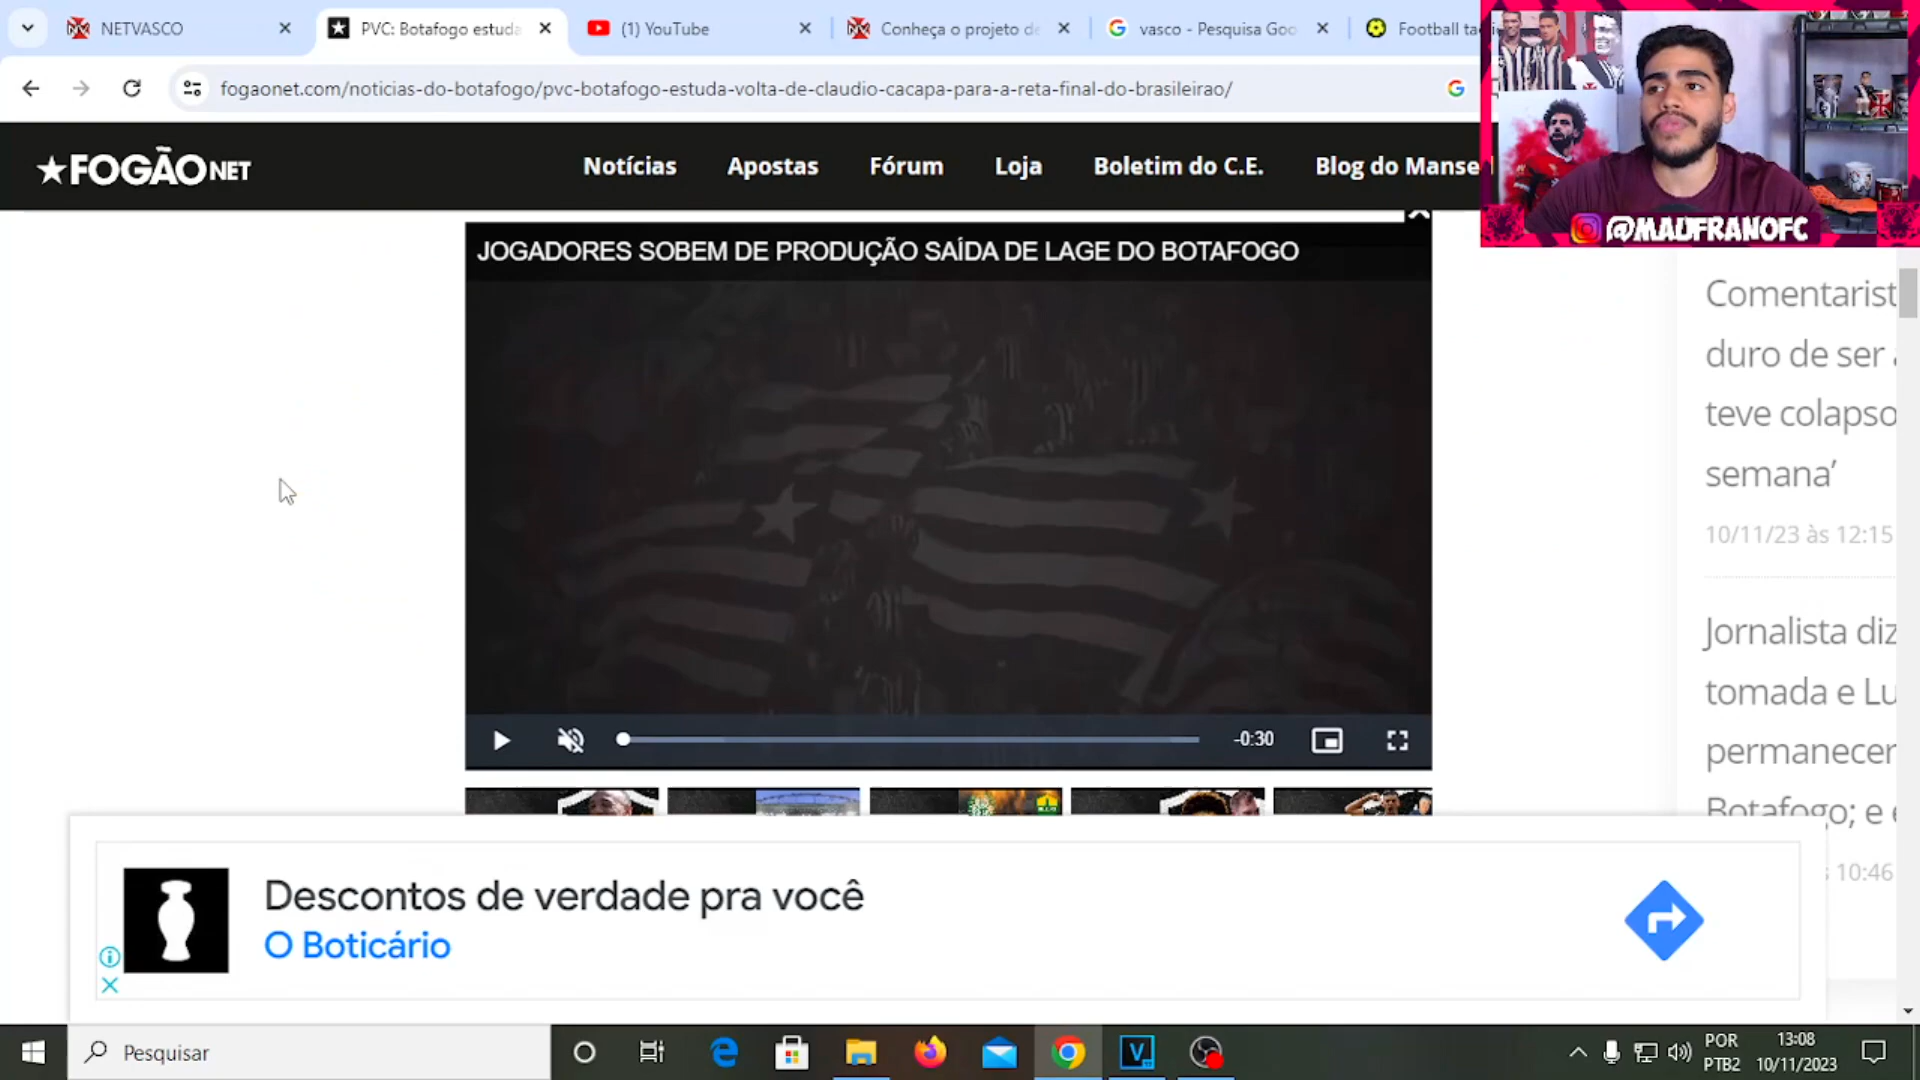 NETVASCO
PVC: Botafogo estuda
(1) YouTube
Conheça o projeto de
vasco - Pesquisa Goo
Football ta
fogaonet.com/noticias-do-botafogo/pvc-botafogo-estuda-volta-de-claudio-cacapa-para-a-reta-final-do-brasileirao/
FOGÃONET
Notícias
Apostas
Fórum
Loja
Boletim do C.E.
Blog do Manse
@MAUFRANOFC
JOGADORES SOBEM DE PRODUÇÃO SAÍDA DE LAGE DO BOTAFOGO
-0:30
Comentarist
duro de ser
teve colapso
semana’
10/11/23 às 12:15
Jornalista diz
tomada e Lu
permanecer
Botafogo; e
10:46
Descontos de verdade pra você
O Boticário
Pesquisar
POR
PTB2
13:08
10/11/2023